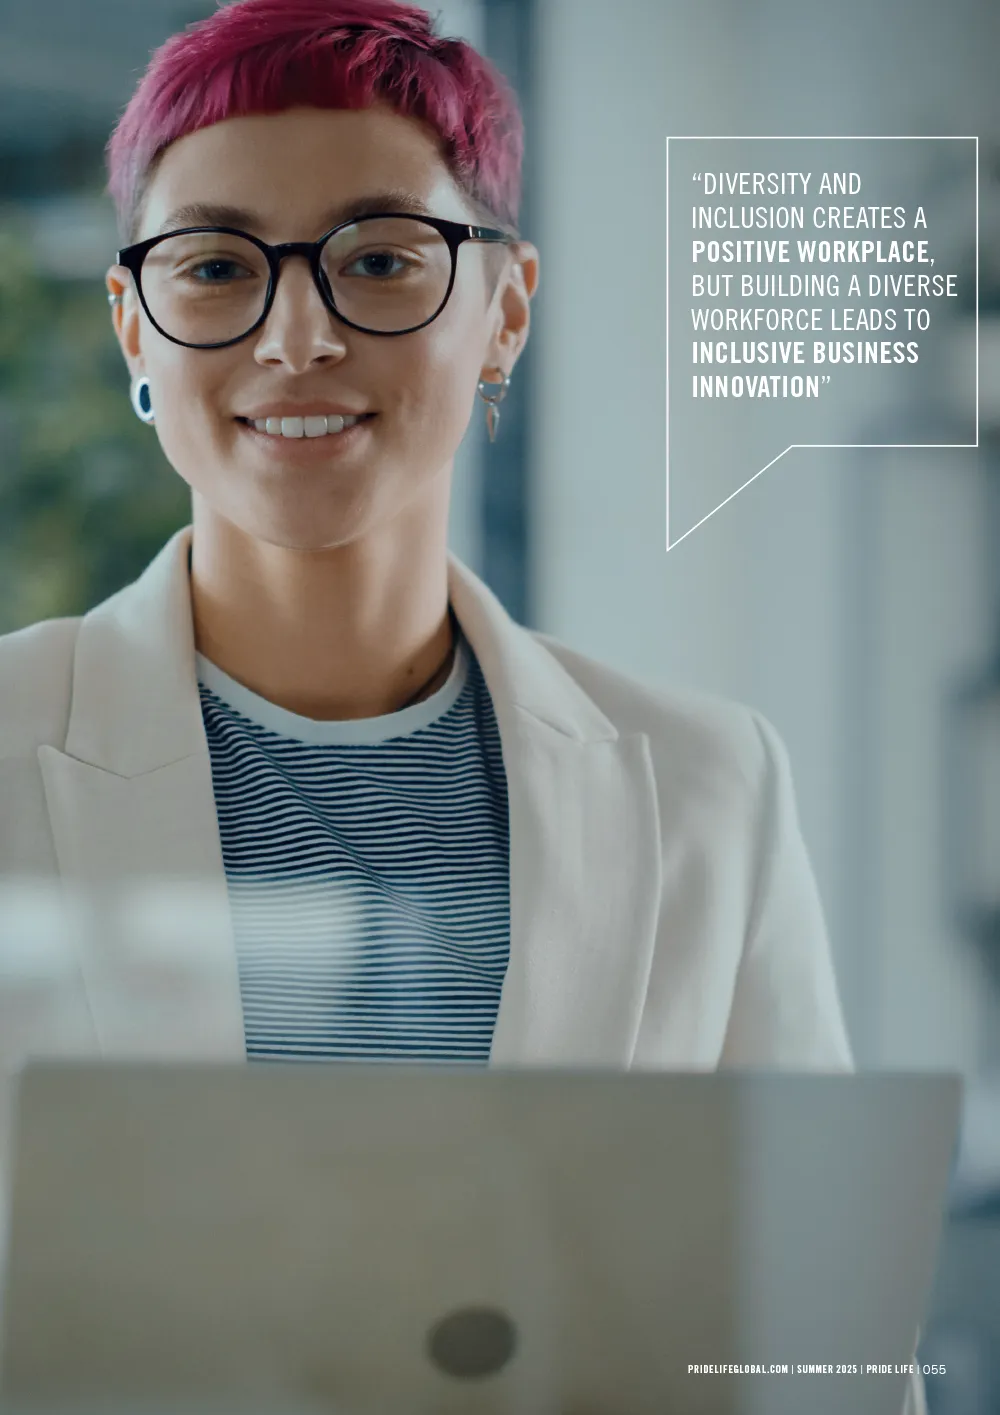 “DIVERSITY AND
INCLUSION CREATES A
POSITIVE WORKPLACE,
BUT BUILDING A DIVERSE
WORKFORCE LEADS TO
INCLUSIVE BUSINESS
INNOVATION”
PRIDELIFEGLOBAL.COM | SUMMER 2025 | PRIDE LIFE | 055